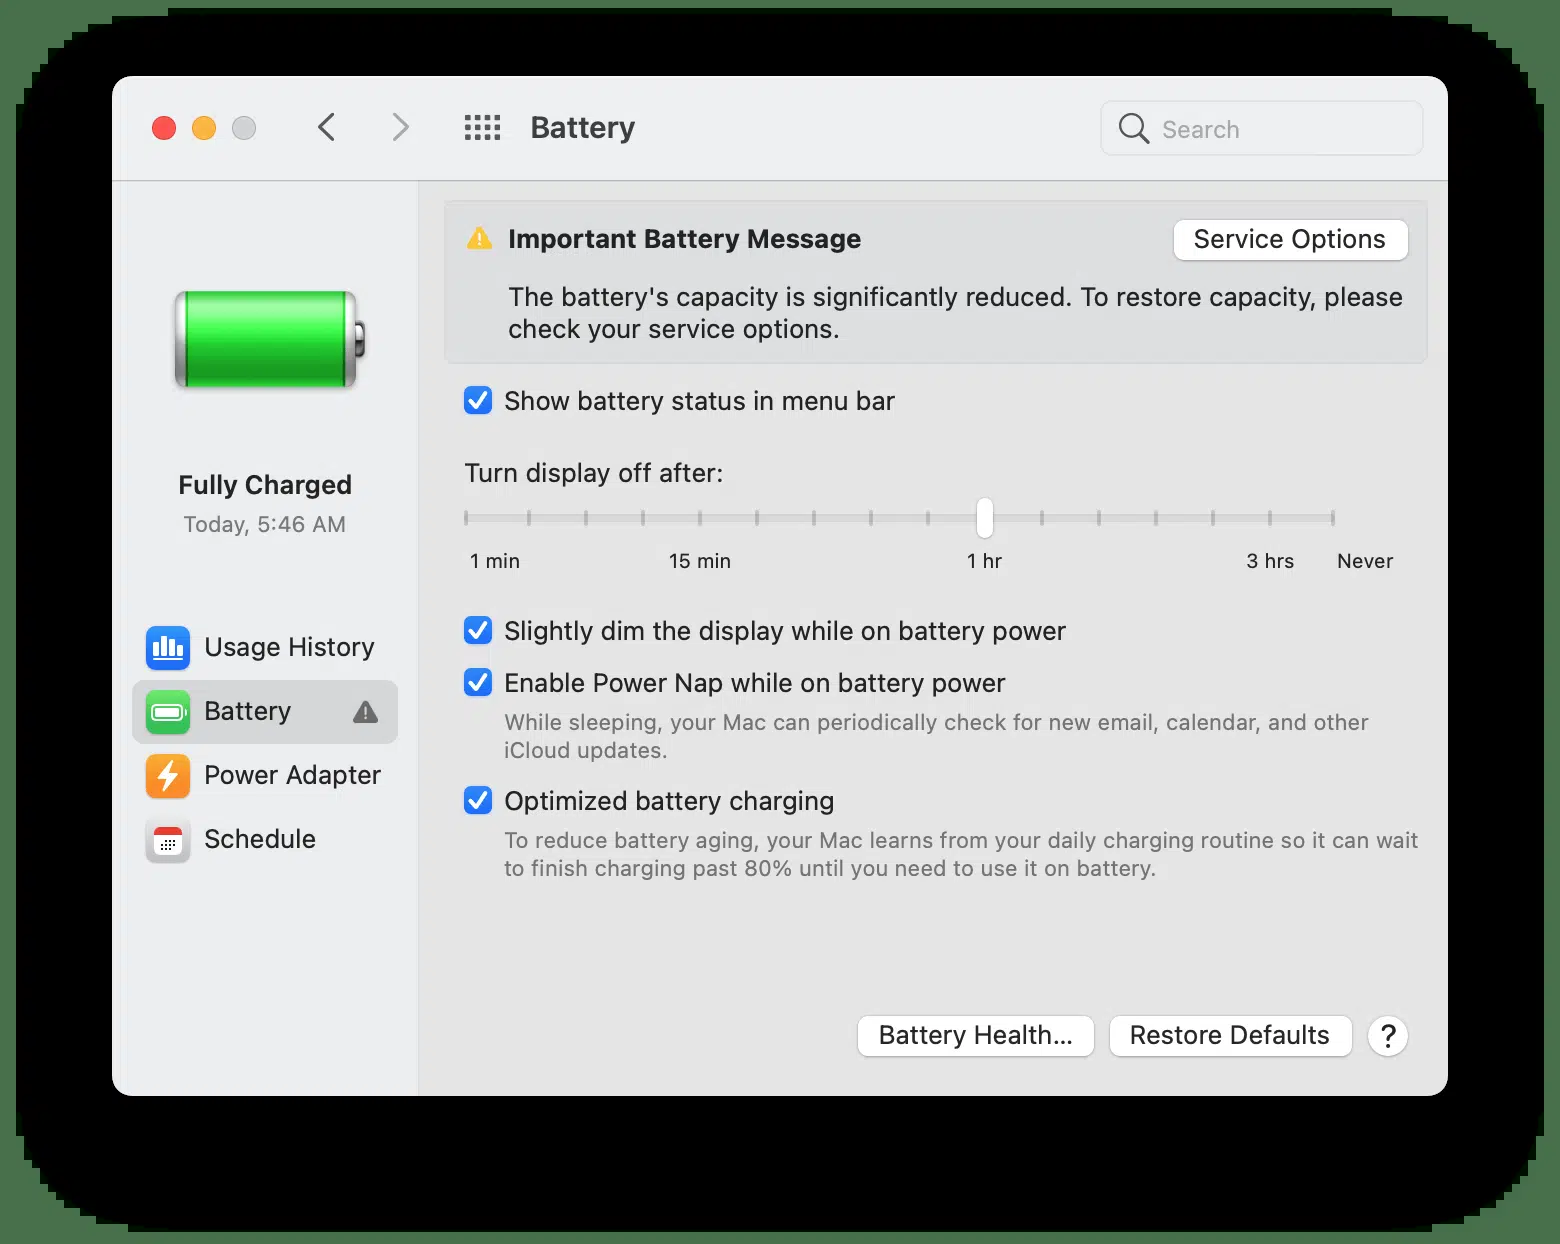 Battery
Search
Important Battery Message
Service Options
The battery's capacity is significantly reduced. To restore capacity, please
check your service options.
Show battery status in menu bar
Turn display off after:
1 min 15 min 1 hr 3 hrs Never
Slightly dim the display while on battery power
Enable Power Nap while on battery power
While sleeping, your Mac can periodically check for new email, calendar, and other
iCloud updates.
Optimized battery charging
To reduce battery aging, your Mac learns from your daily charging routine so it can wait
to finish charging past 80% until you need to use it on battery.
Battery Health...
Restore Defaults
?
Fully Charged
Today, 5:46 AM
Usage History
Battery
Power Adapter
Schedule